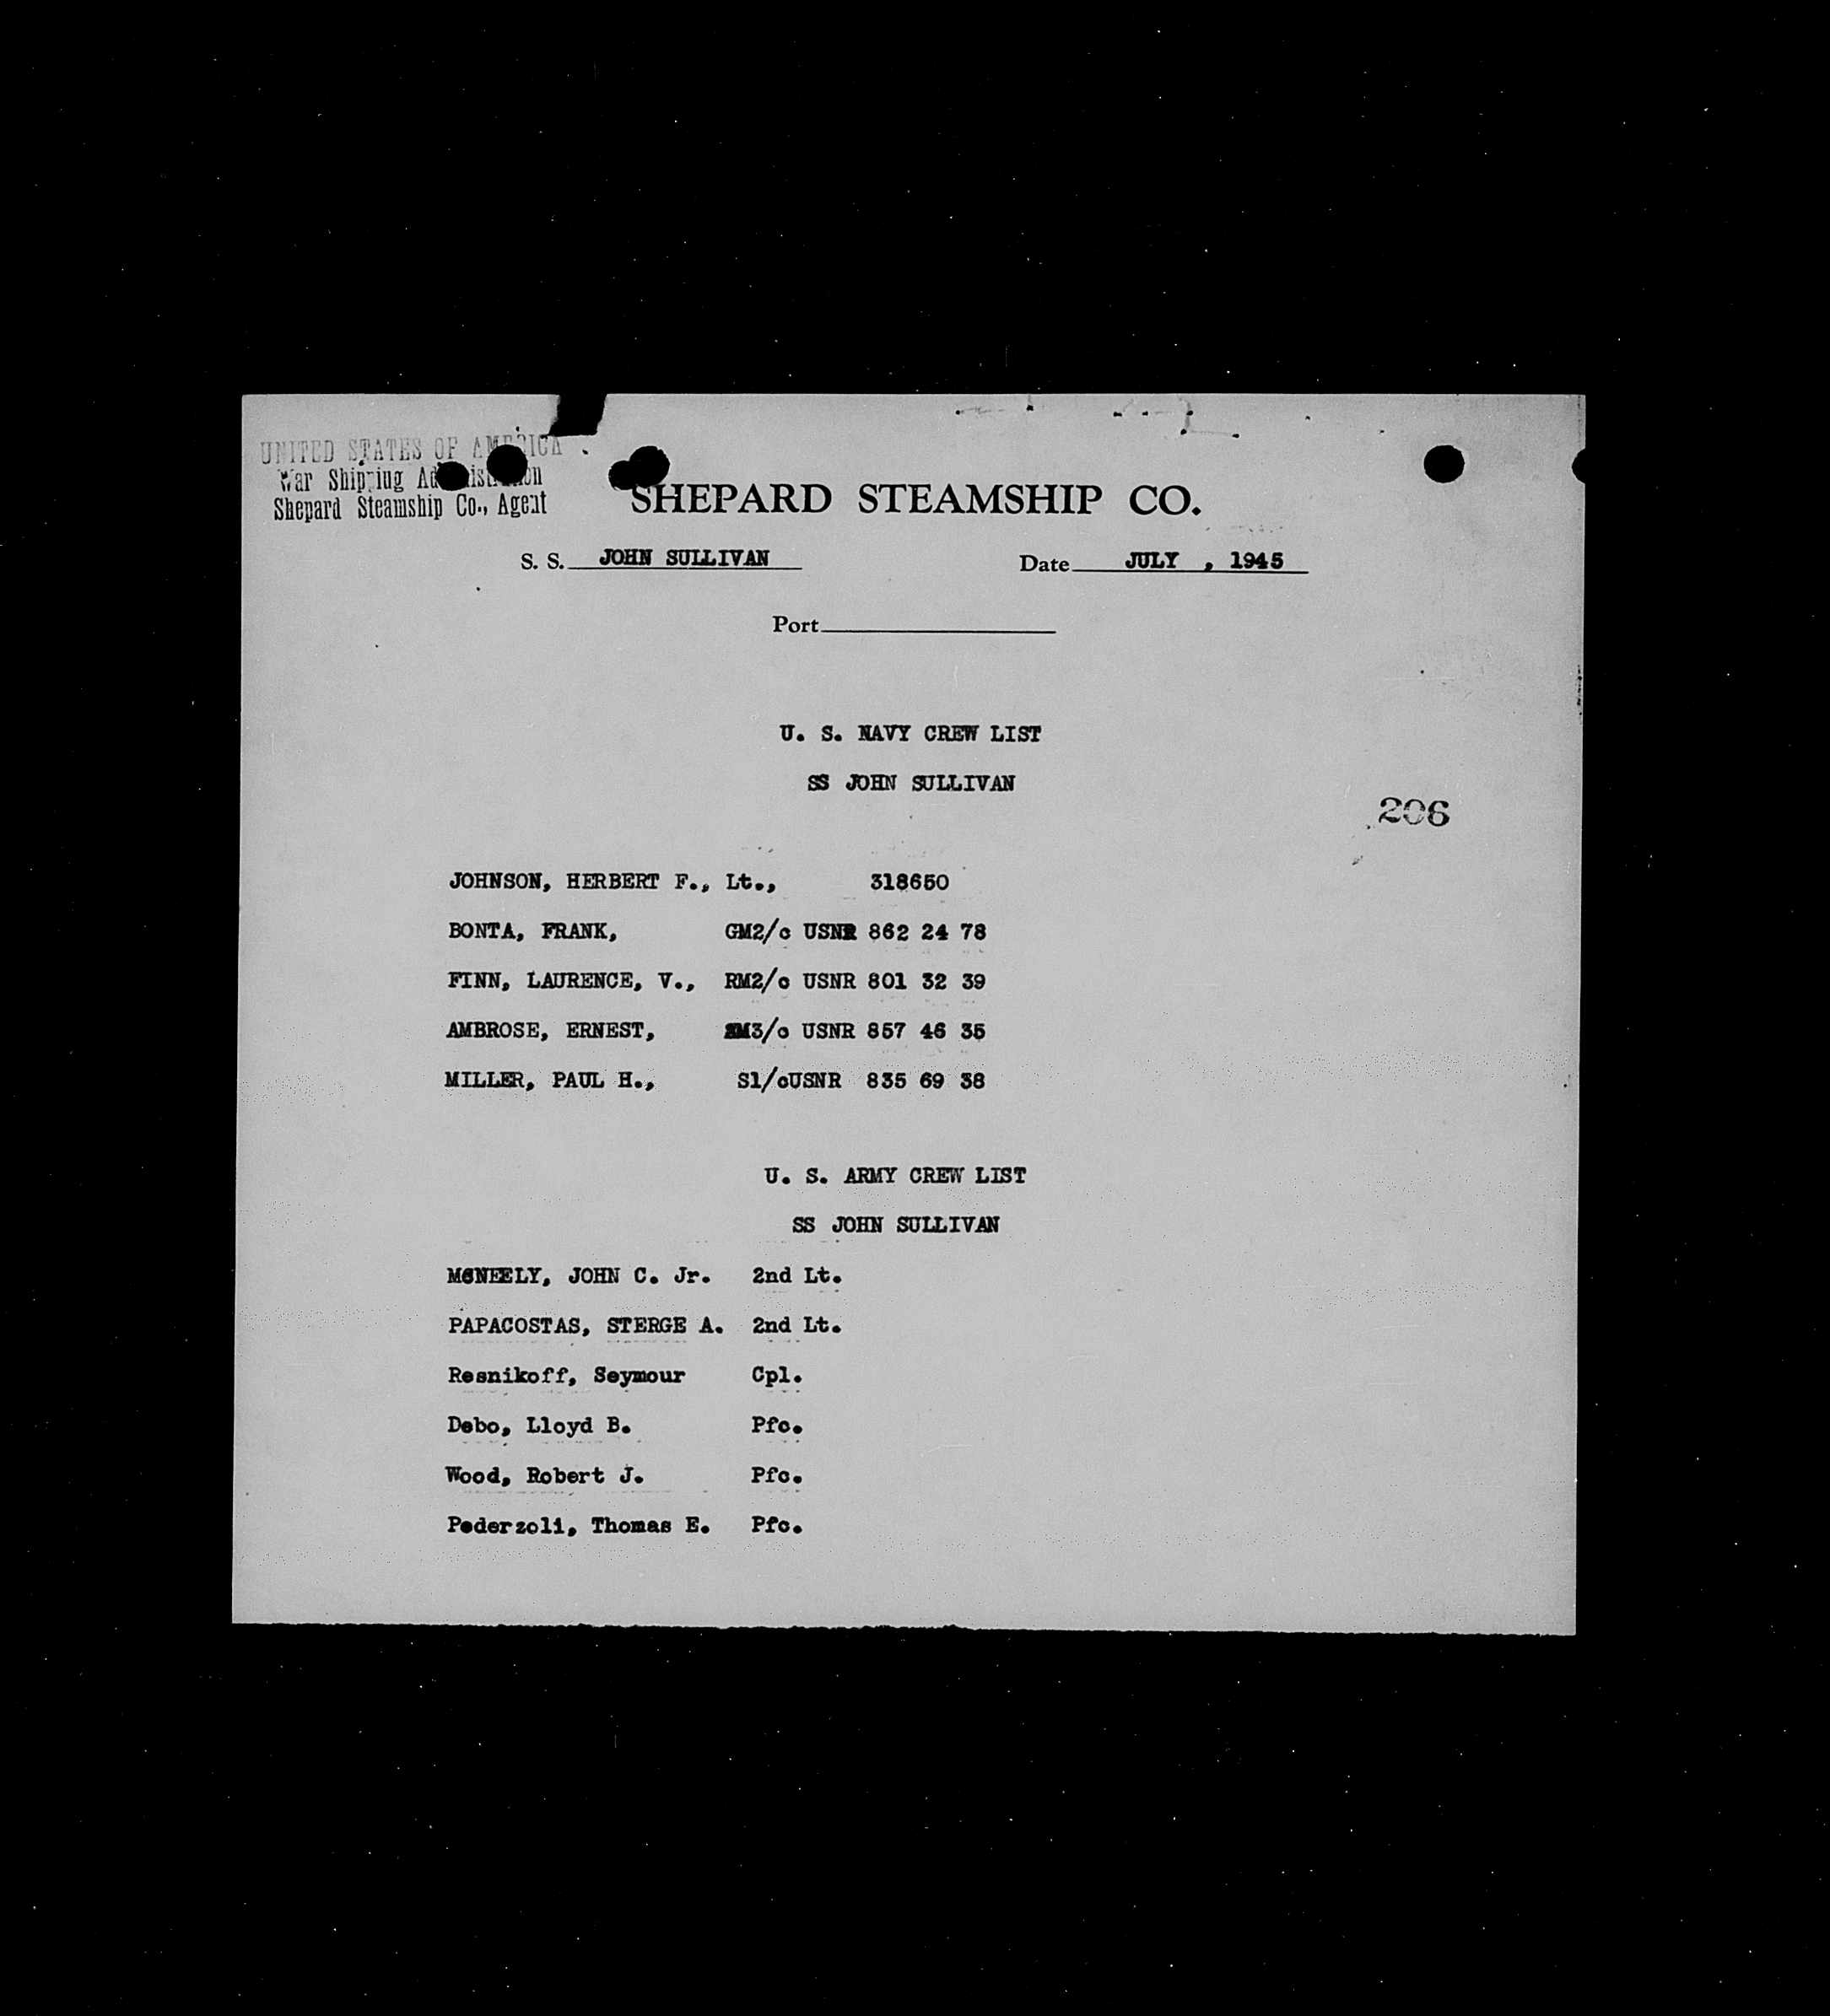 UNITED STATES OF AMERICA
War Shipping Administration
Shepard Steamship Co., Agent
SHEPARD STEAMSHIP CO.
S. S. JOHN SULLIVAN Date JULY , 1945
Port
U. S. NAVY CREW LIST
SS JOHN SULLIVAN
206
JOHNSON, HERBERT F., Lt., 318650
BONTA, FRANK, GM2/c USNR 862 24 78
FINN, LAURENCE, V., RM2/c USNR 801 32 39
AMBROSE, ERNEST, SM3/c USNR 857 46 35
MILLER, PAUL H., S1/cUSNR 835 69 38
U. S. ARMY CREW LIST
SS JOHN SULLIVAN
McNEELY, JOHN C. Jr. 2nd Lt.
PAPACOSTAS, STERGE A. 2nd Lt.
Resnikoff, Seymour Cpl.
Debo, Lloyd B. Pfc.
Wood, Robert J. Pfc.
Pederzoli, Thomas E. Pfc.